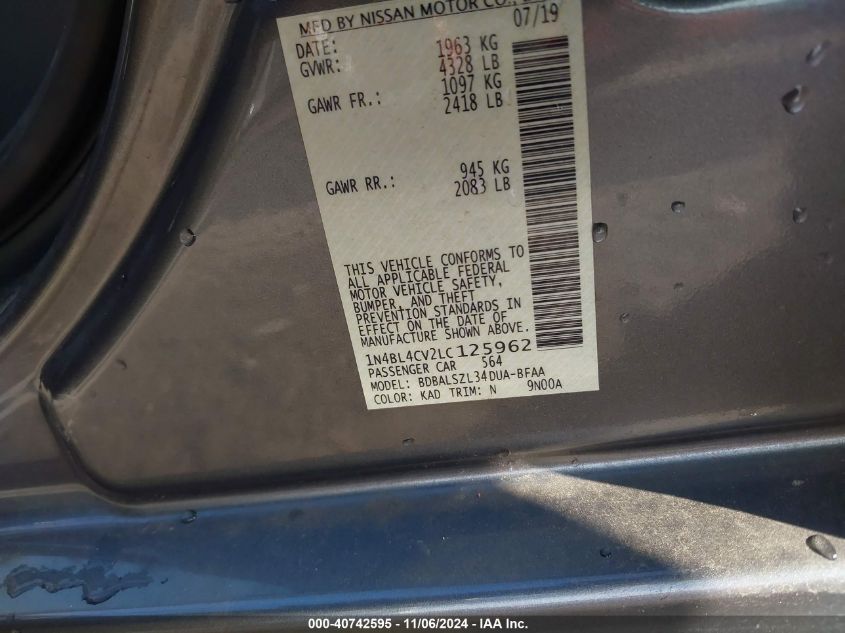 MFD BY NISSAN MOTOR CO.,
DATE: 07/19
GVWR: 1963 KG
4328 LB
GAWR FR.: 1097 KG
2418 LB
GAWR RR.: 945 KG
2083 LB
THIS VEHICLE CONFORMS TO
ALL APPLICABLE FEDERAL
MOTOR VEHICLE SAFETY,
BUMPER, AND THEFT
PREVENTION STANDARDS IN
EFFECT ON THE DATE OF
MANUFACTURE SHOWN ABOVE.
1N4BL4CV2LC125962
PASSENGER CAR 564
MODEL: BDBALSZL34DUA-BFAA
COLOR: KAD TRIM: N 9N00A
000-40742595 - 11/06/2024 - IAA Inc.